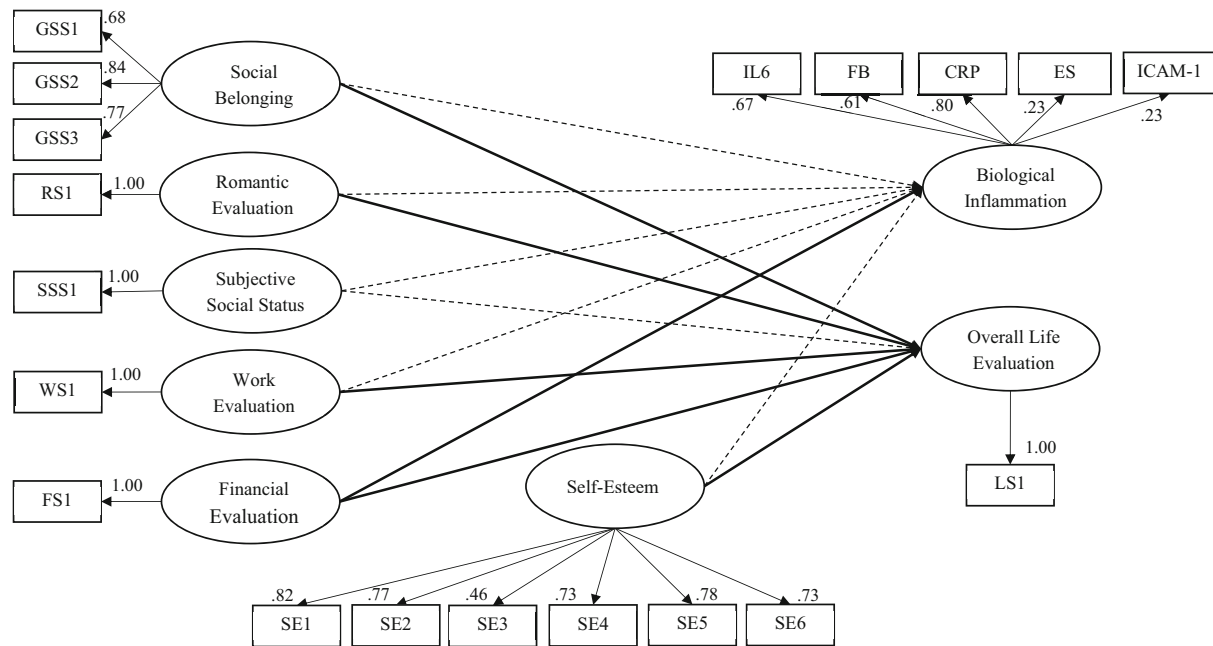 GSS1
.68
GSS2
.84
GSS3
.77
Social
Belonging
RS1
1.00
Romantic
Evaluation
SSS1
1.00
Subjective
Social Status
WS1
1.00
Work
Evaluation
FS1
1.00
Financial
Evaluation
IL6
FB
CRP
ES
ICAM-1
.67
.61
.80
.23
.23
Biological
Inflammation
Overall Life
Evaluation
1.00
LS1
Self-Esteem
.82
.77
.46
.73
.78
.73
SE1
SE2
SE3
SE4
SE5
SE6